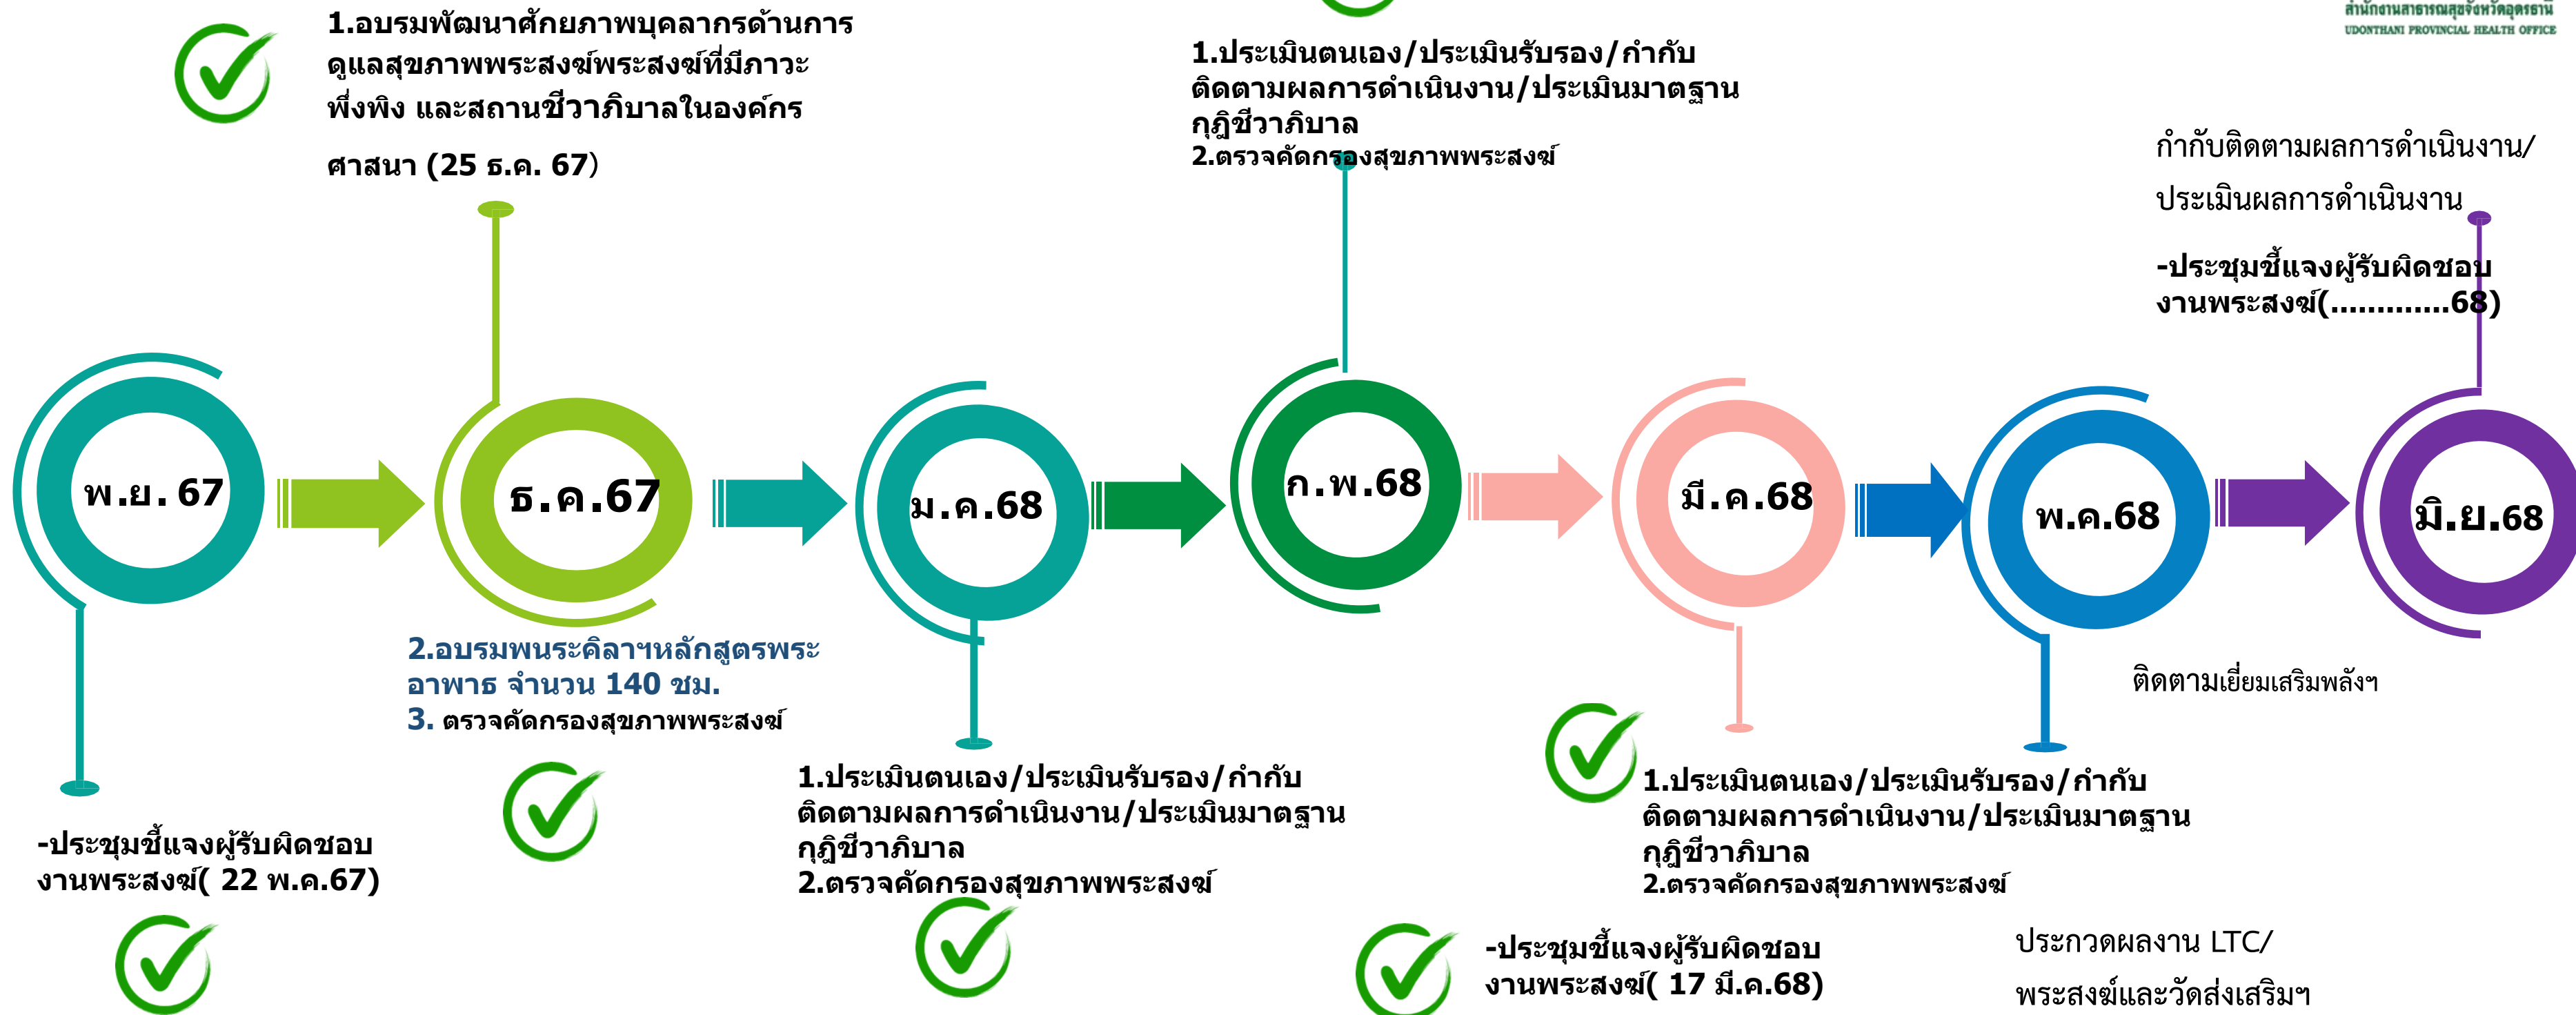 1.อบรมพัฒนาศักยภาพบุคลากรด้านการ
ดูแลสุขภาพพระสงฆ์พระสงฆ์ที่มีภาวะ
พึ่งพิง และสถานชีวาภิบาลในองค์กร
ศาสนา (25 ธ.ค. 67)
1.ประเมินตนเอง/ประเมินรับรอง/กำกับ
ติดตามผลการดำเนินงาน/ประเมินมาตฐาน
กุฎิชีวาภิบาล
2.ตรวจคัดกรองสุขภาพพระสงฆ์
สำนักงานสาธารณสุขจังหวัดอุดรธานี
UDONTHANI PROVINCIAL HEALTH OFFICE
กำกับติดตามผลการดำเนินงาน/
ประเมินผลการดำเนินงาน
-ประชุมชี้แจงผู้รับผิดชอบ
งานพระสงฆ์(.............68)
พ.ย. 67
ธ.ค.67
ม.ค.68
ก.พ.68
มี.ค.68
พ.ค.68
มิ.ย.68
2.อบรมพนระคิลาฯหลักสูตรพระ
อาพาธ จำนวน 140 ชม.
3. ตรวจคัดกรองสุขภาพพระสงฆ์
ติดตามเยี่ยมเสริมพลังฯ
-ประชุมชี้แจงผู้รับผิดชอบ
งานพระสงฆ์( 22 พ.ค.67)
1.ประเมินตนเอง/ประเมินรับรอง/กำกับ
ติดตามผลการดำเนินงาน/ประเมินมาตฐาน
กุฎิชีวาภิบาล
2.ตรวจคัดกรองสุขภาพพระสงฆ์
1.ประเมินตนเอง/ประเมินรับรอง/กำกับ
ติดตามผลการดำเนินงาน/ประเมินมาตฐาน
กุฎิชีวาภิบาล
2.ตรวจคัดกรองสุขภาพพระสงฆ์
-ประชุมชี้แจงผู้รับผิดชอบ
งานพระสงฆ์( 17 มี.ค.68)
ประกวดผลงาน LTC/
พระสงฆ์และวัดส่งเสริมฯ